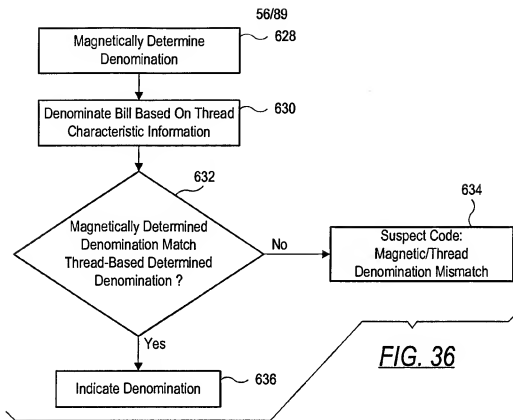 56/89
Magnetically Determine
Denomination
628
Denominate Bill Based On Thread
Characteristic Information
630
632
Magnetically Determined
Denomination Match
Thread-Based Determined
Denomination ?
No
634
Suspect Code:
Magnetic/Thread
Denomination Mismatch
Yes
Indicate Denomination
636
FIG. 36